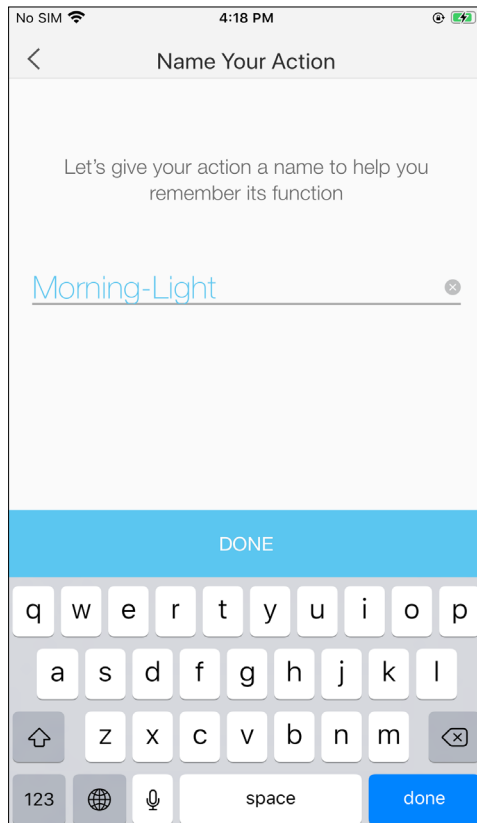 No SIM 4:18 PM
Name Your Action
Let's give your action a name to help you
remember its function
Morning-Light
DONE
q w e r t y u i o p
a s d f g h j k l
z x c v b n m
123 space done